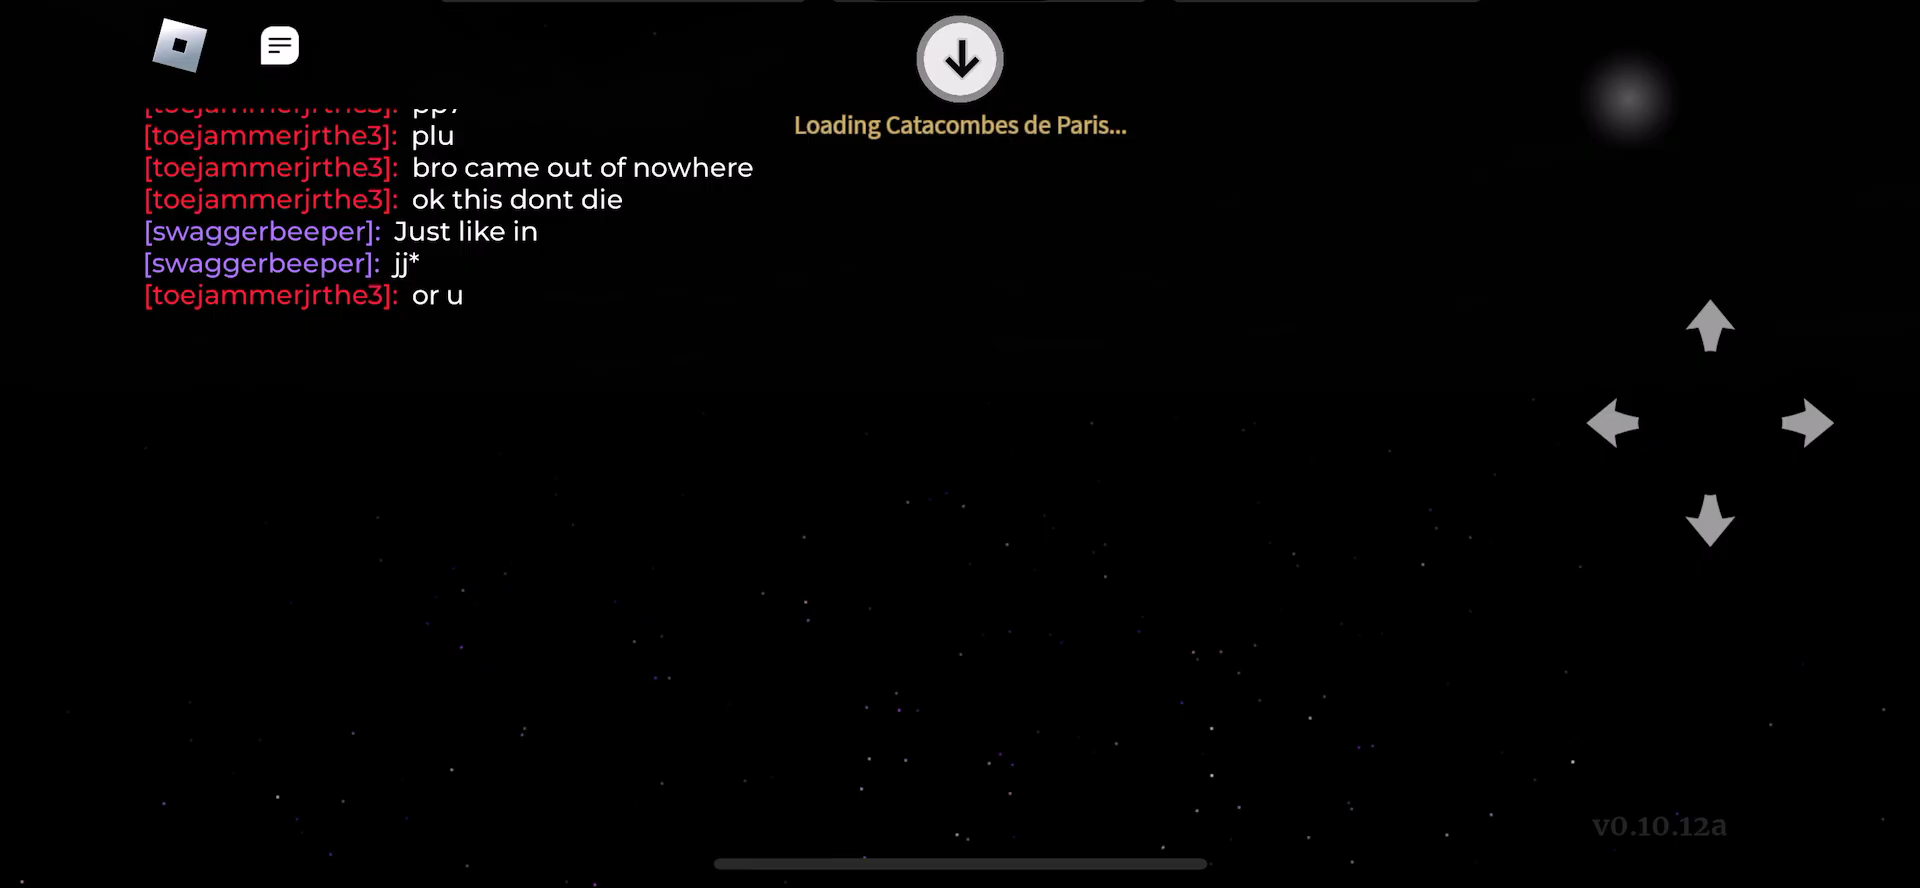 [toejammerjrthe3]:
[toejammerjrthe3]: plu
[toejammerjrthe3]: bro came out of nowhere
[toejammerjrthe3]: ok this dont die
[swaggerbeeper]: Just like in
[swaggerbeeper]: jj*
[toejammerjrthe3]: or u
Loading Catacombes de Paris...
v0.10.12a